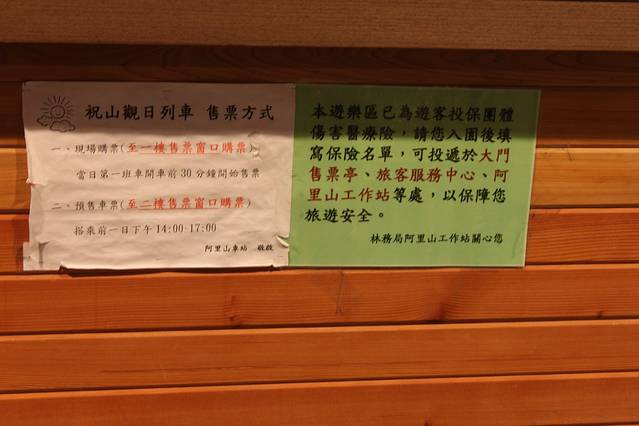 祝山觀日列車 售票方式
一、現場購票(至一樓售票窗口購票)
當日第一班車開車前30分鐘開始售票
二、預售車票(至二樓售票窗口購票)
搭乘前一日下午14:00-17:00
阿里山車站 敬啟
本遊樂區已為遊客投保團體
傷害醫療險，請您入園後填
寫保險名單，可投遞於大門
售票亭、旅客服務中心、阿
里山工作站等處，以保障您
旅遊安全。
林務局阿里山工作站關心您